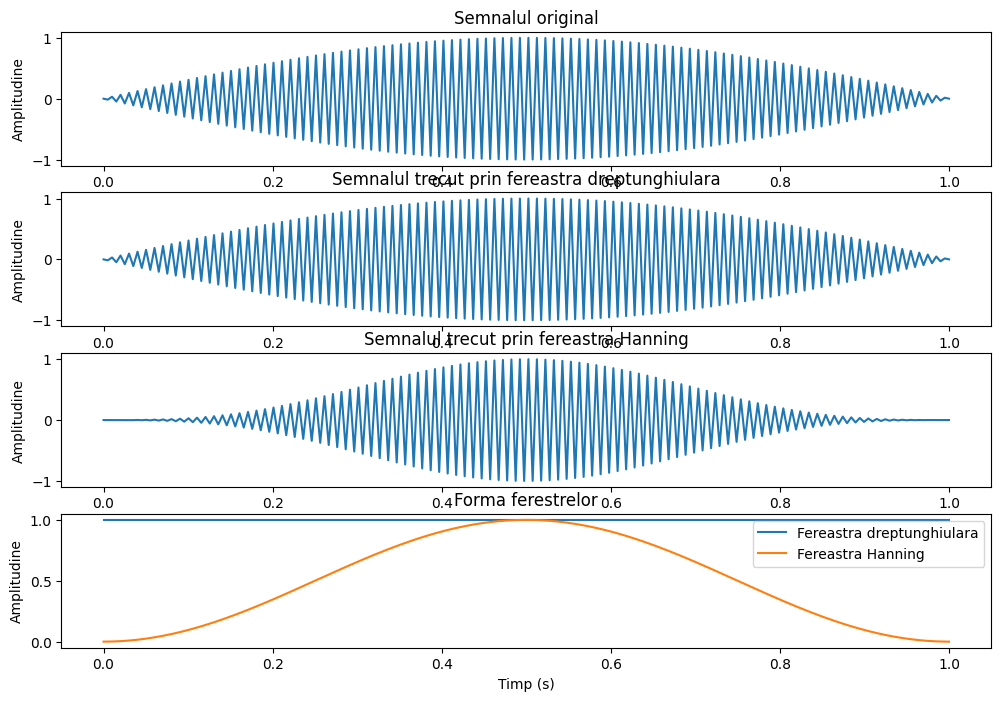 Semnalul original
Amplitudine
1
0
−1
0.0 0.2 0.4 0.6 0.8 1.0
Semnalul trecut prin fereastra dreptunghiulara
Amplitudine
1
0
−1
0.0 0.2 0.4 0.6 0.8 1.0
Semnalul trecut prin fereastra Hanning
Amplitudine
1
0
−1
0.0 0.2 0.4 0.6 0.8 1.0
Forma ferestrelor
Amplitudine
1.0
0.5
0.0
Fereastra dreptunghiulara
Fereastra Hanning
0.0 0.2 0.4 0.6 0.8 1.0
Timp (s)